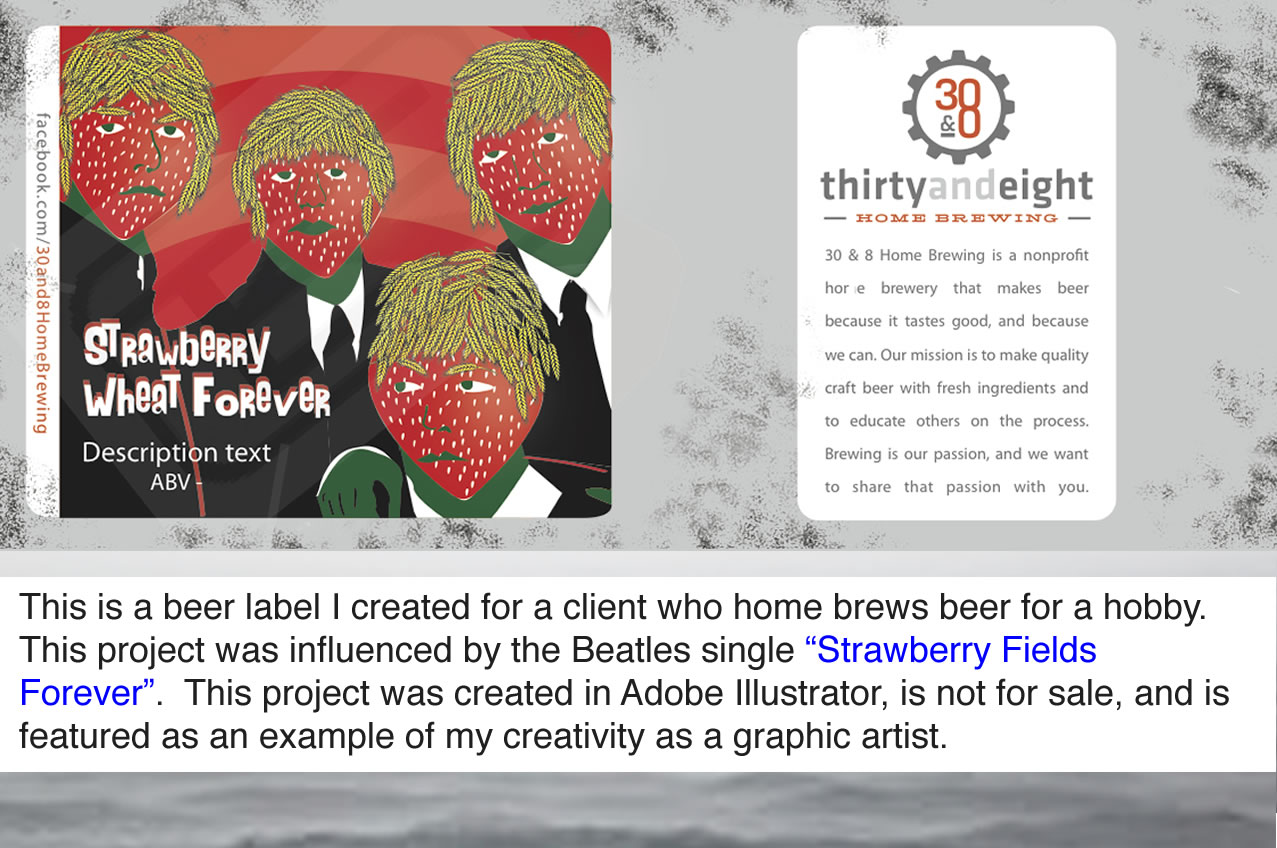 facebook.com/30and8HomeBrewing
Strawberry
Wheat Forever
Description text
ABV -
30
&8
thirtyandeight
HOME BREWING
30 & 8 Home Brewing is a nonprofit
hor e brewery that makes beer
because it tastes good, and because
we can. Our mission is to make quality
craft beer with fresh ingredients and
to educate others on the process.
Brewing is our passion, and we want
to share that passion with you.
This is a beer label I created for a client who home brews beer for a hobby.
This project was influenced by the Beatles single “Strawberry Fields
Forever”.  This project was created in Adobe Illustrator, is not for sale, and is
featured as an example of my creativity as a graphic artist.